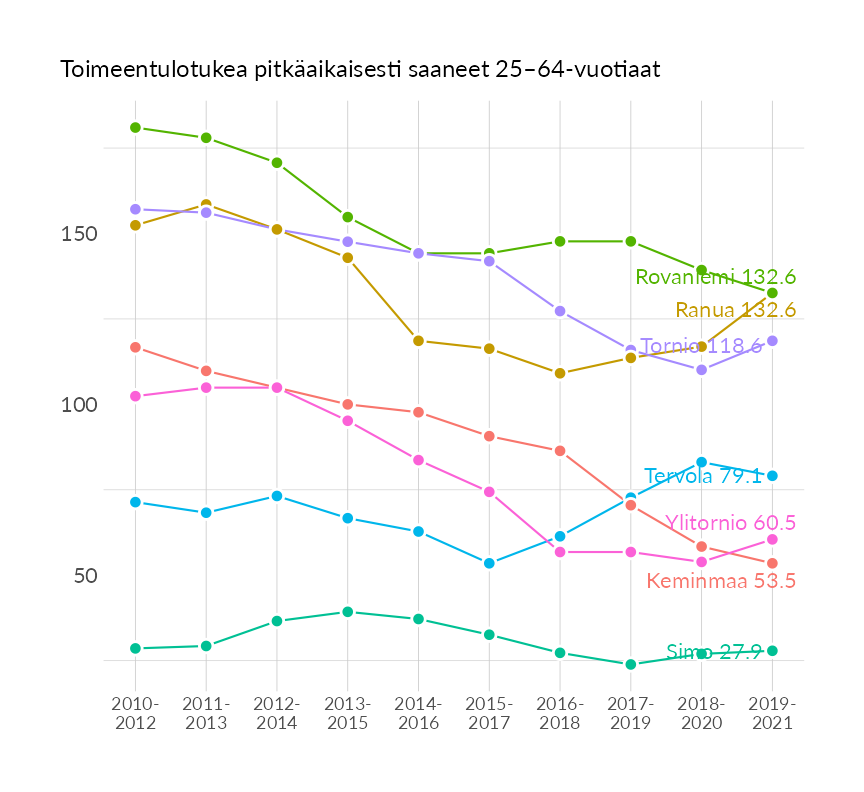 Toimeentulotukea pitkäaikaisesti saaneet 25–64-vuotiaat
150
100
50
Rovaniemi 132.6
Ranua 132.6
Tornio 118.6
Tervola 79.1
Ylitornio 60.5
Keminmaa 53.5
Simo 27.9
2010- 2011- 2012- 2013- 2014- 2015- 2016- 2017- 2018- 2019-
2012 2013 2014 2015 2016 2017 2018 2019 2020 2021